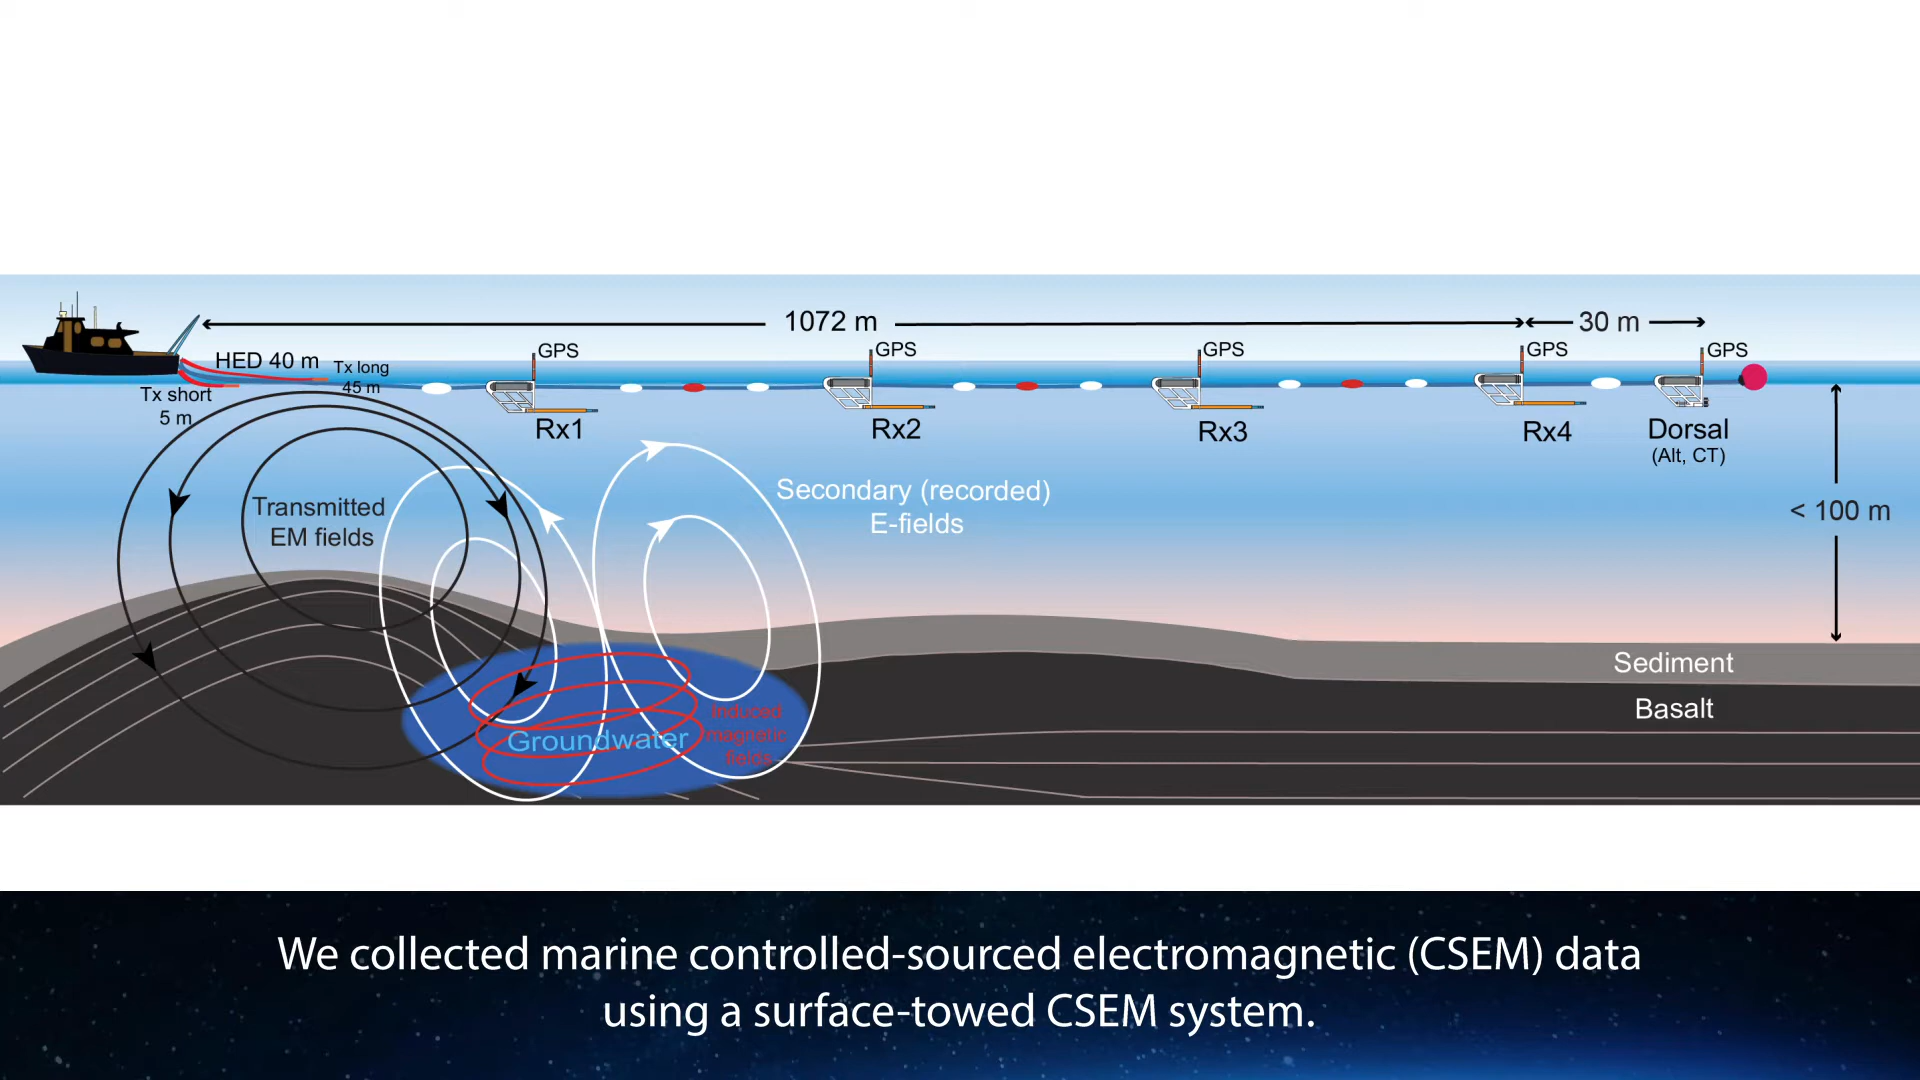 1072 m
30 m
GPS
GPS
GPS
GPS
GPS
HED 40 m
Tx long
45 m
Tx short
5 m
Rx1
Rx2
Rx3
Rx4
Dorsal
(Alt, CT)
Transmitted
EM fields
Secondary (recorded)
E-fields
< 100 m
Sediment
Basalt
Induced
magnetic
fields
Groundwater
We collected marine controlled-sourced electromagnetic (CSEM) data
using a surface-towed CSEM system.